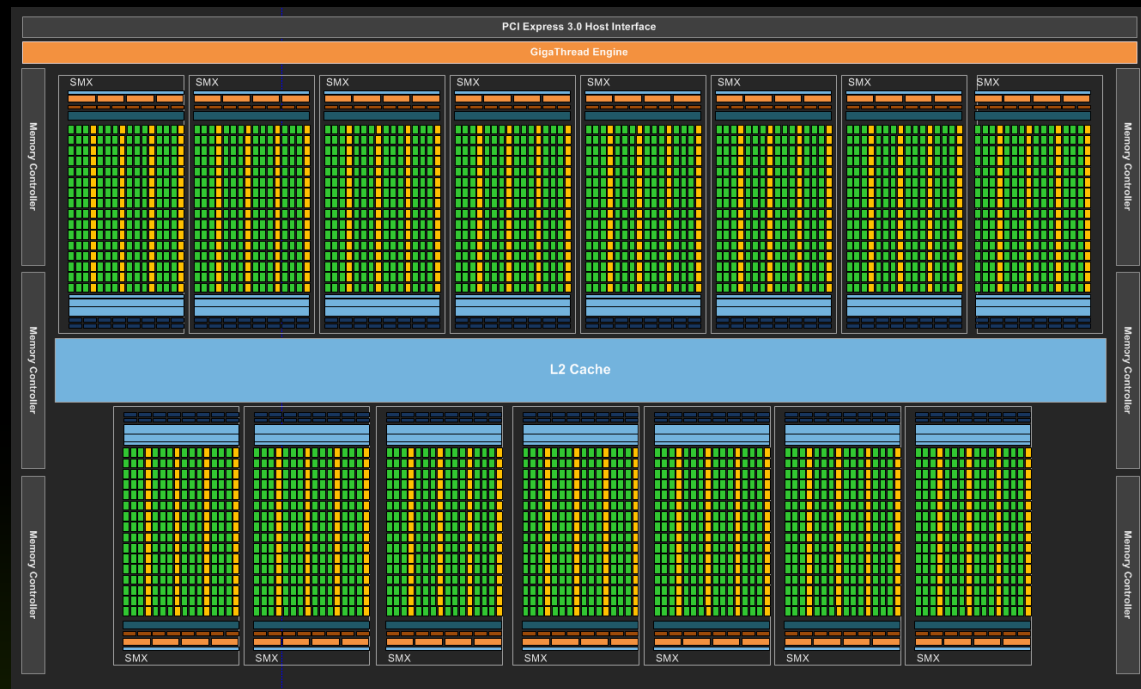 PCI Express 3.0 Host Interface
GigaThread Engine
SMX
SMX
SMX
SMX
SMX
SMX
SMX
SMX
Memory Controller
Memory Controller
Memory Controller
Memory Controller
L2 Cache
Memory Controller
Memory Controller
SMX
SMX
SMX
SMX
SMX
SMX
SMX